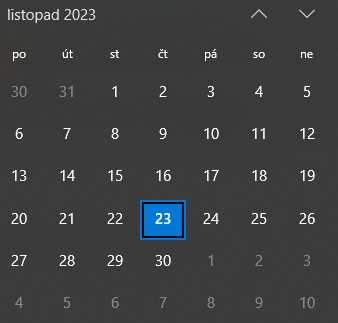 listopad 2023
po út st čt pá so ne
30 31 1 2 3 4 5
6 7 8 9 10 11 12
13 14 15 16 17 18 19
20 21 22 23 24 25 26
27 28 29 30 1 2 3
4 5 6 7 8 9 10